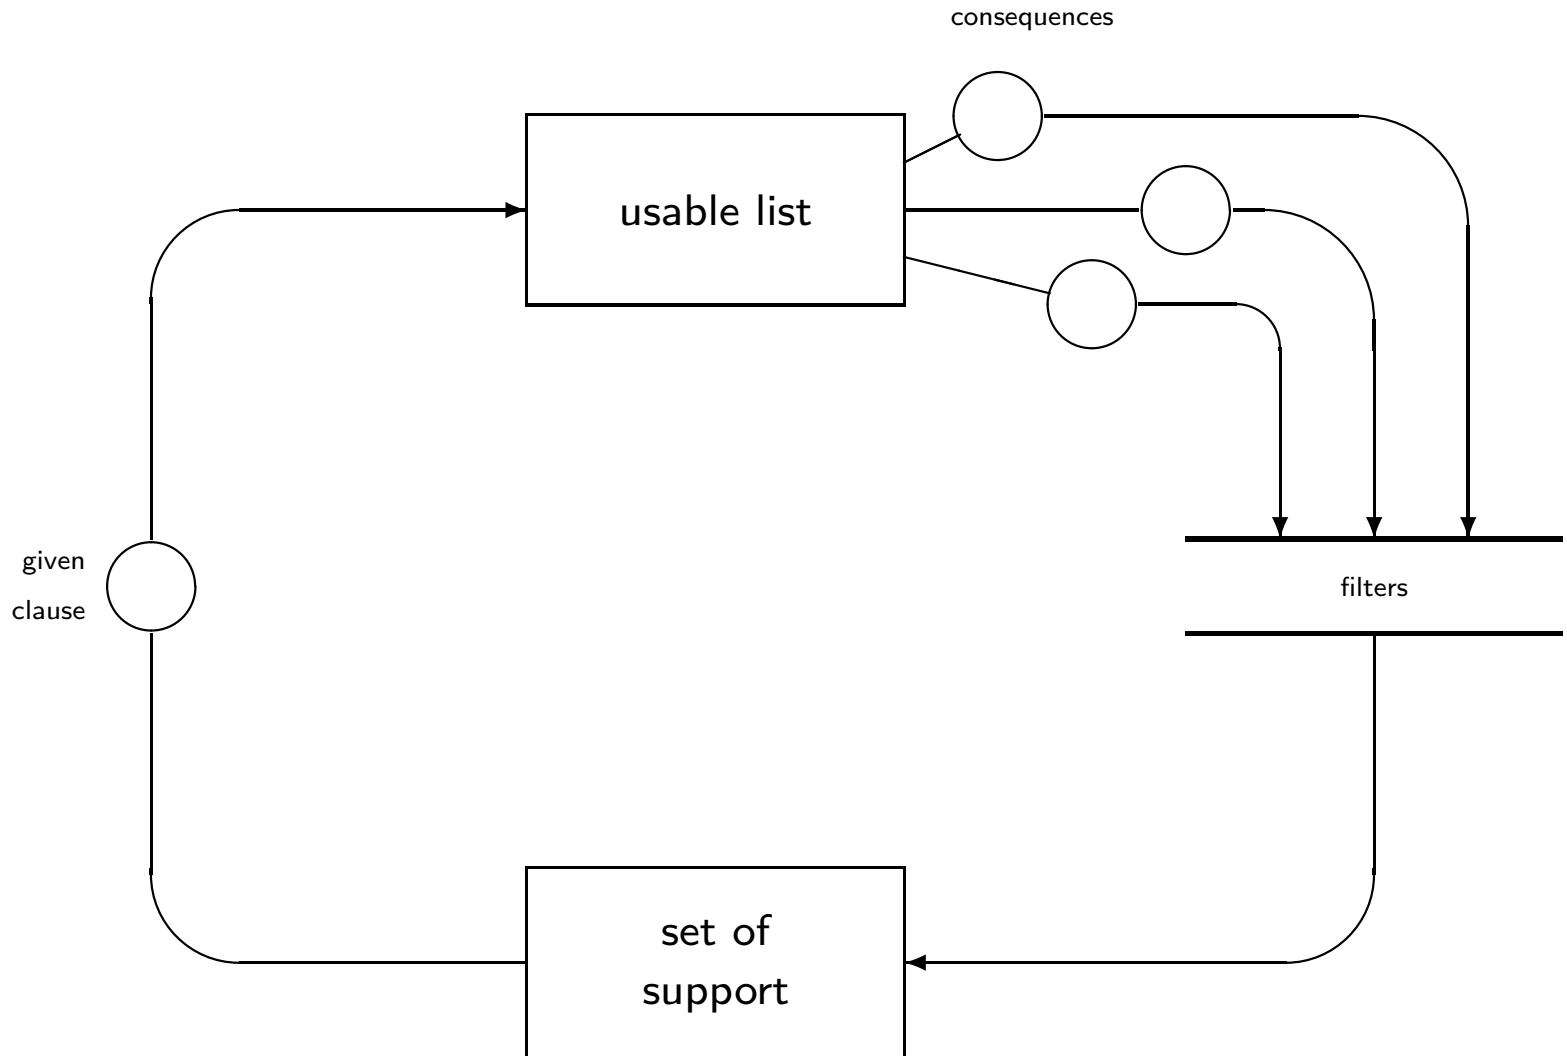 consequences
usable list
given
clause
filters
set of
support